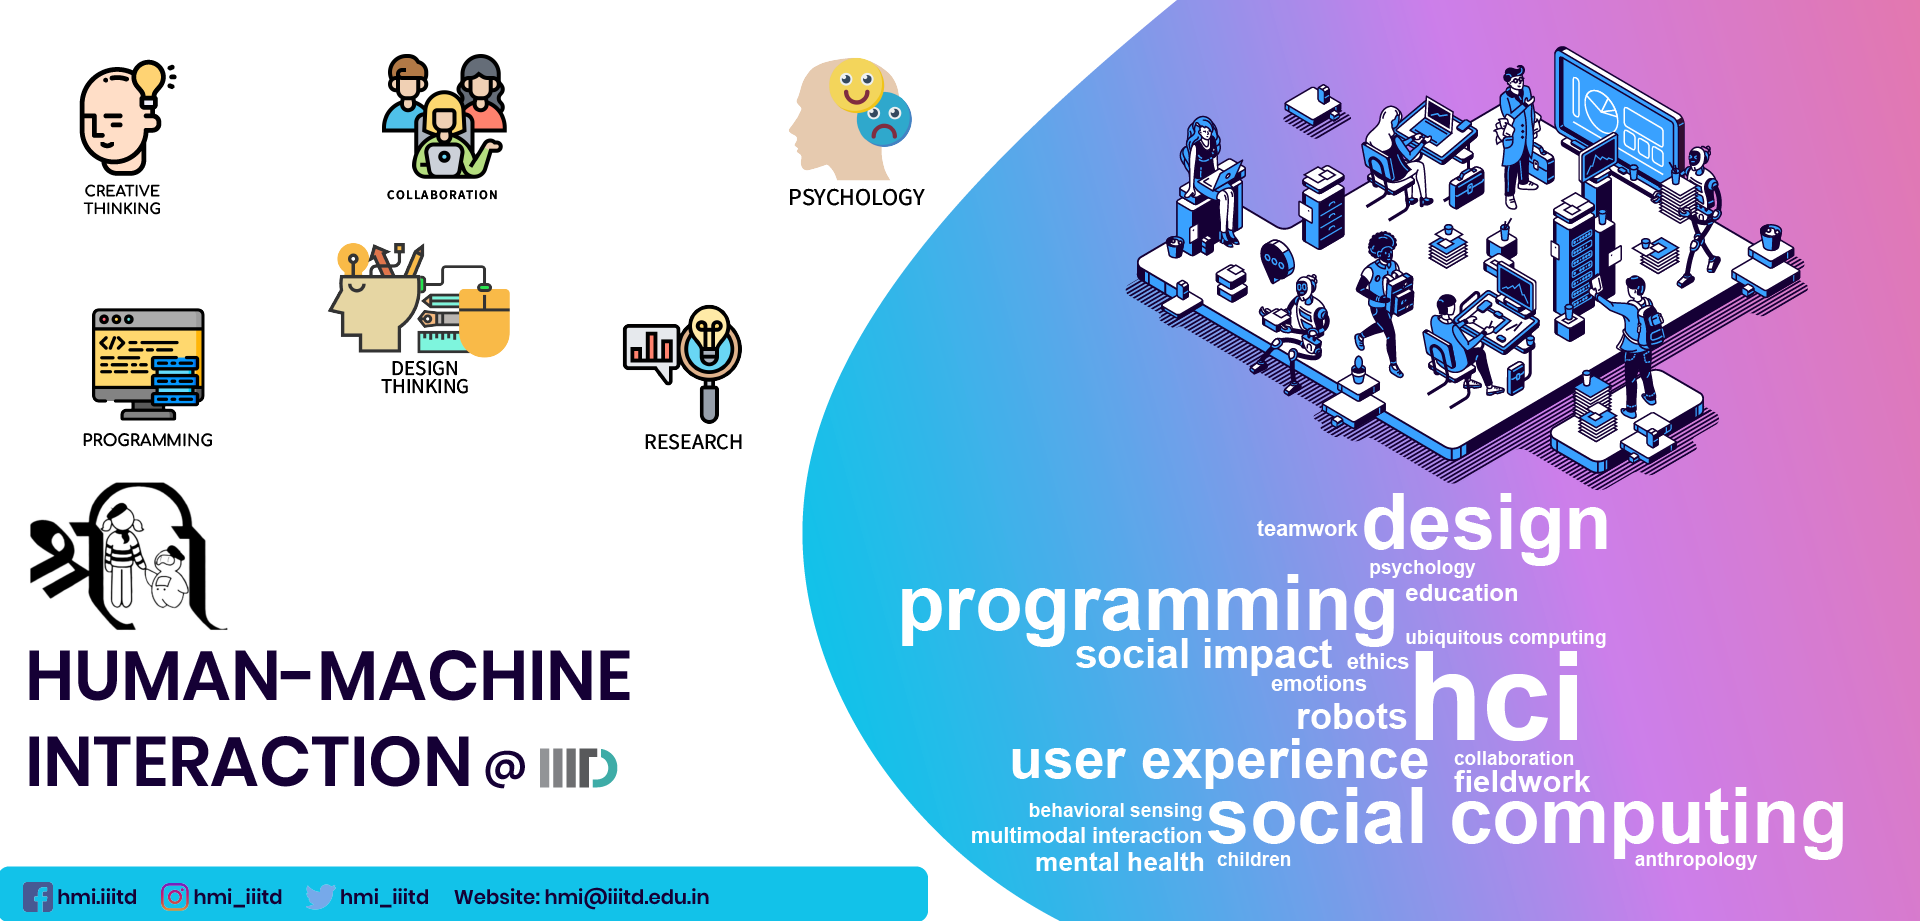 CREATIVE
THINKING
COLLABORATION
PSYCHOLOGY
DESIGN
THINKING
PROGRAMMING
RESEARCH
श्री
HUMAN-MACHINE
INTERACTION @ IIITD
hmi.iiitd
hmi_iiitd
hmi_iiitd
Website: hmi@iiitd.edu.in
teamwork design
psychology
programming education
ubiquitous computing
social impact ethics
emotions
robots hci
user experience collaboration
fieldwork
behavioral sensing social computing
multimodal interaction
mental health children
anthropology